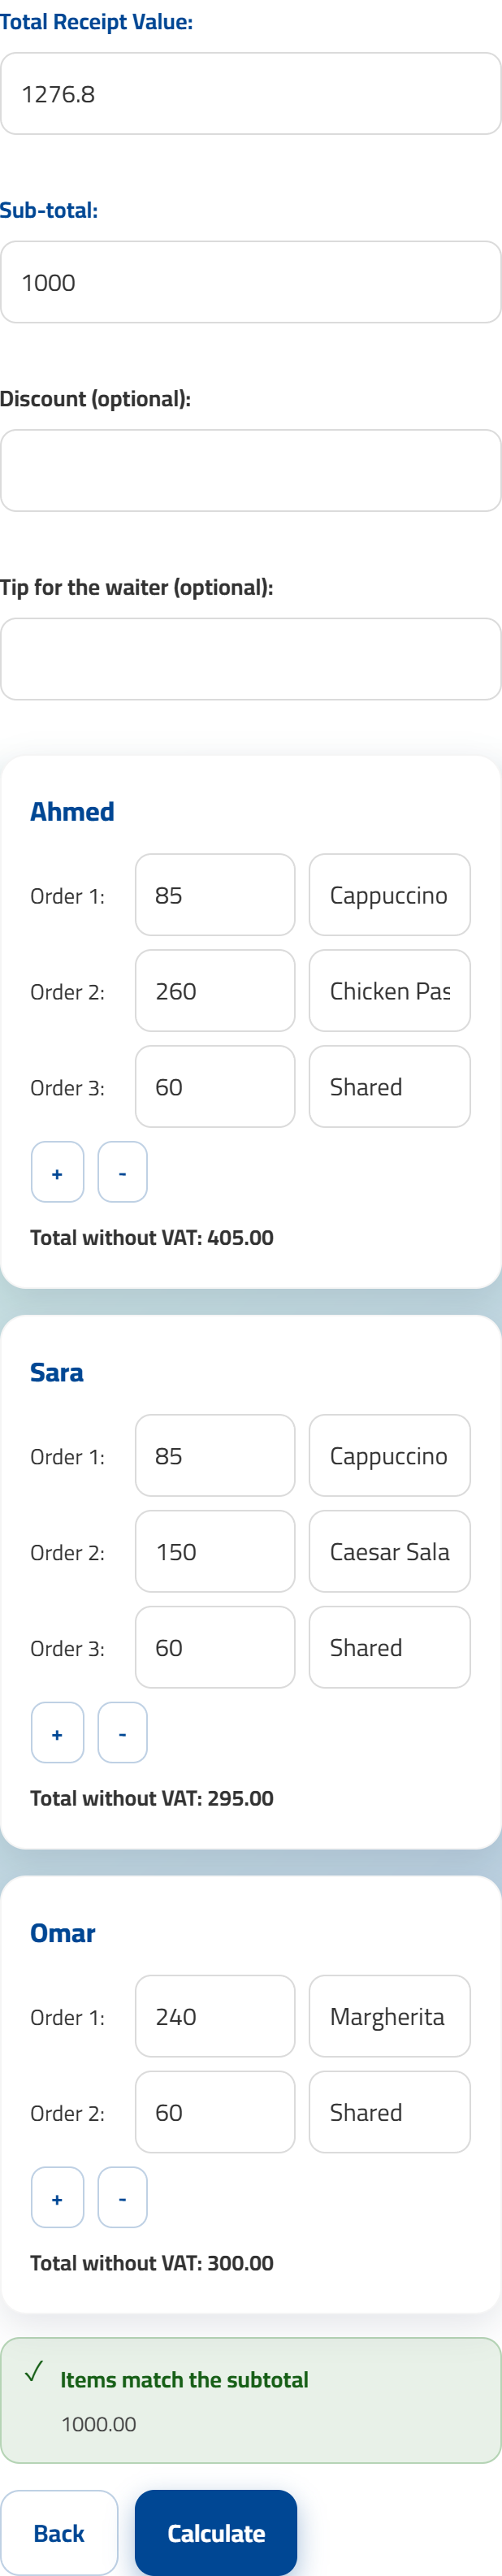 Total Receipt Value:
1276.8
Sub-total:
1000
Discount (optional):
Tip for the waiter (optional):
Ahmed
Order 1: 85 Cappuccino
Order 2: 260 Chicken Pas
Order 3: 60 Shared
+ -
Total without VAT: 405.00
Sara
Order 1: 85 Cappuccino
Order 2: 150 Caesar Sala
Order 3: 60 Shared
+ -
Total without VAT: 295.00
Omar
Order 1: 240 Margherita
Order 2: 60 Shared
+ -
Total without VAT: 300.00
✓ Items match the subtotal
1000.00
Back Calculate